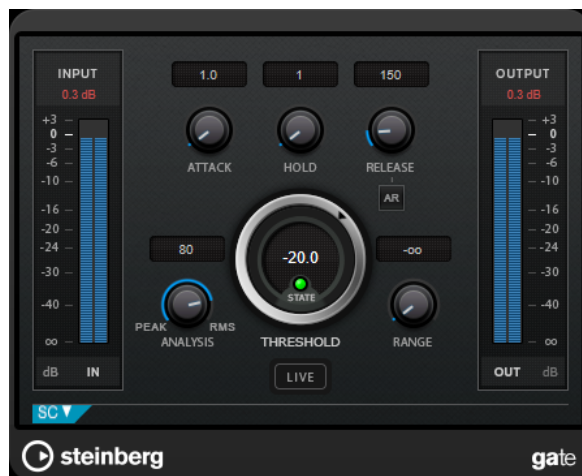 INPUT
0.3 dB
+3
0
-3
-6
-10
-16
-20
-24
-30
-40
∞
dB IN
1.0 1 150
ATTACK HOLD RELEASE
AR
80 -20.0 -∞
STATE
PEAK RMS
ANALYSIS THRESHOLD RANGE
LIVE
OUTPUT
0.3 dB
+3
0
-3
-6
-10
-16
-20
-24
-30
-40
∞
OUT dB
SC
steinberg gate